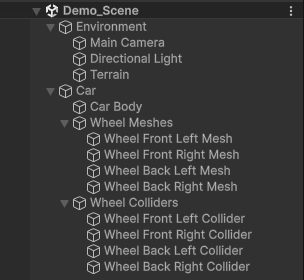 Demo_Scene
Environment
Main Camera
Directional Light
Terrain
Car
Car Body
Wheel Meshes
Wheel Front Left Mesh
Wheel Front Right Mesh
Wheel Back Left Mesh
Wheel Back Right Mesh
Wheel Colliders
Wheel Front Left Collider
Wheel Front Right Collider
Wheel Back Left Collider
Wheel Back Right Collider